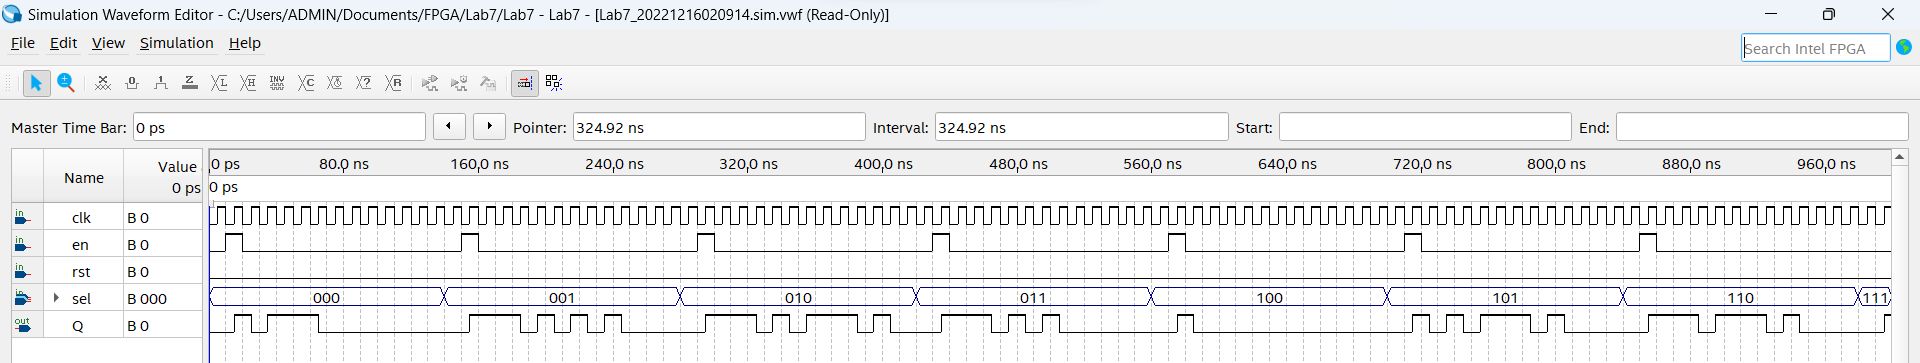 Simulation Waveform Editor - C:/Users/ADMIN/Documents/FPGA/Lab7/Lab7 - Lab7 - [Lab7_20221216020914.sim.vwf (Read-Only)]
File Edit View Simulation Help
Search Intel FPGA
Master Time Bar: 0 ps Pointer: 324.92 ns Interval: 324.92 ns Start: End:
Name Value 0 ps
0 ps 80.0 ns 160.0 ns 240.0 ns 320.0 ns 400.0 ns 480.0 ns 560.0 ns 640.0 ns 720.0 ns 800.0 ns 880.0 ns 960.0 ns
0 ps
in clk B 0
in en B 0
in rst B 0
in sel B 000 000 001 010 011 100 101 110 111
out Q B 0